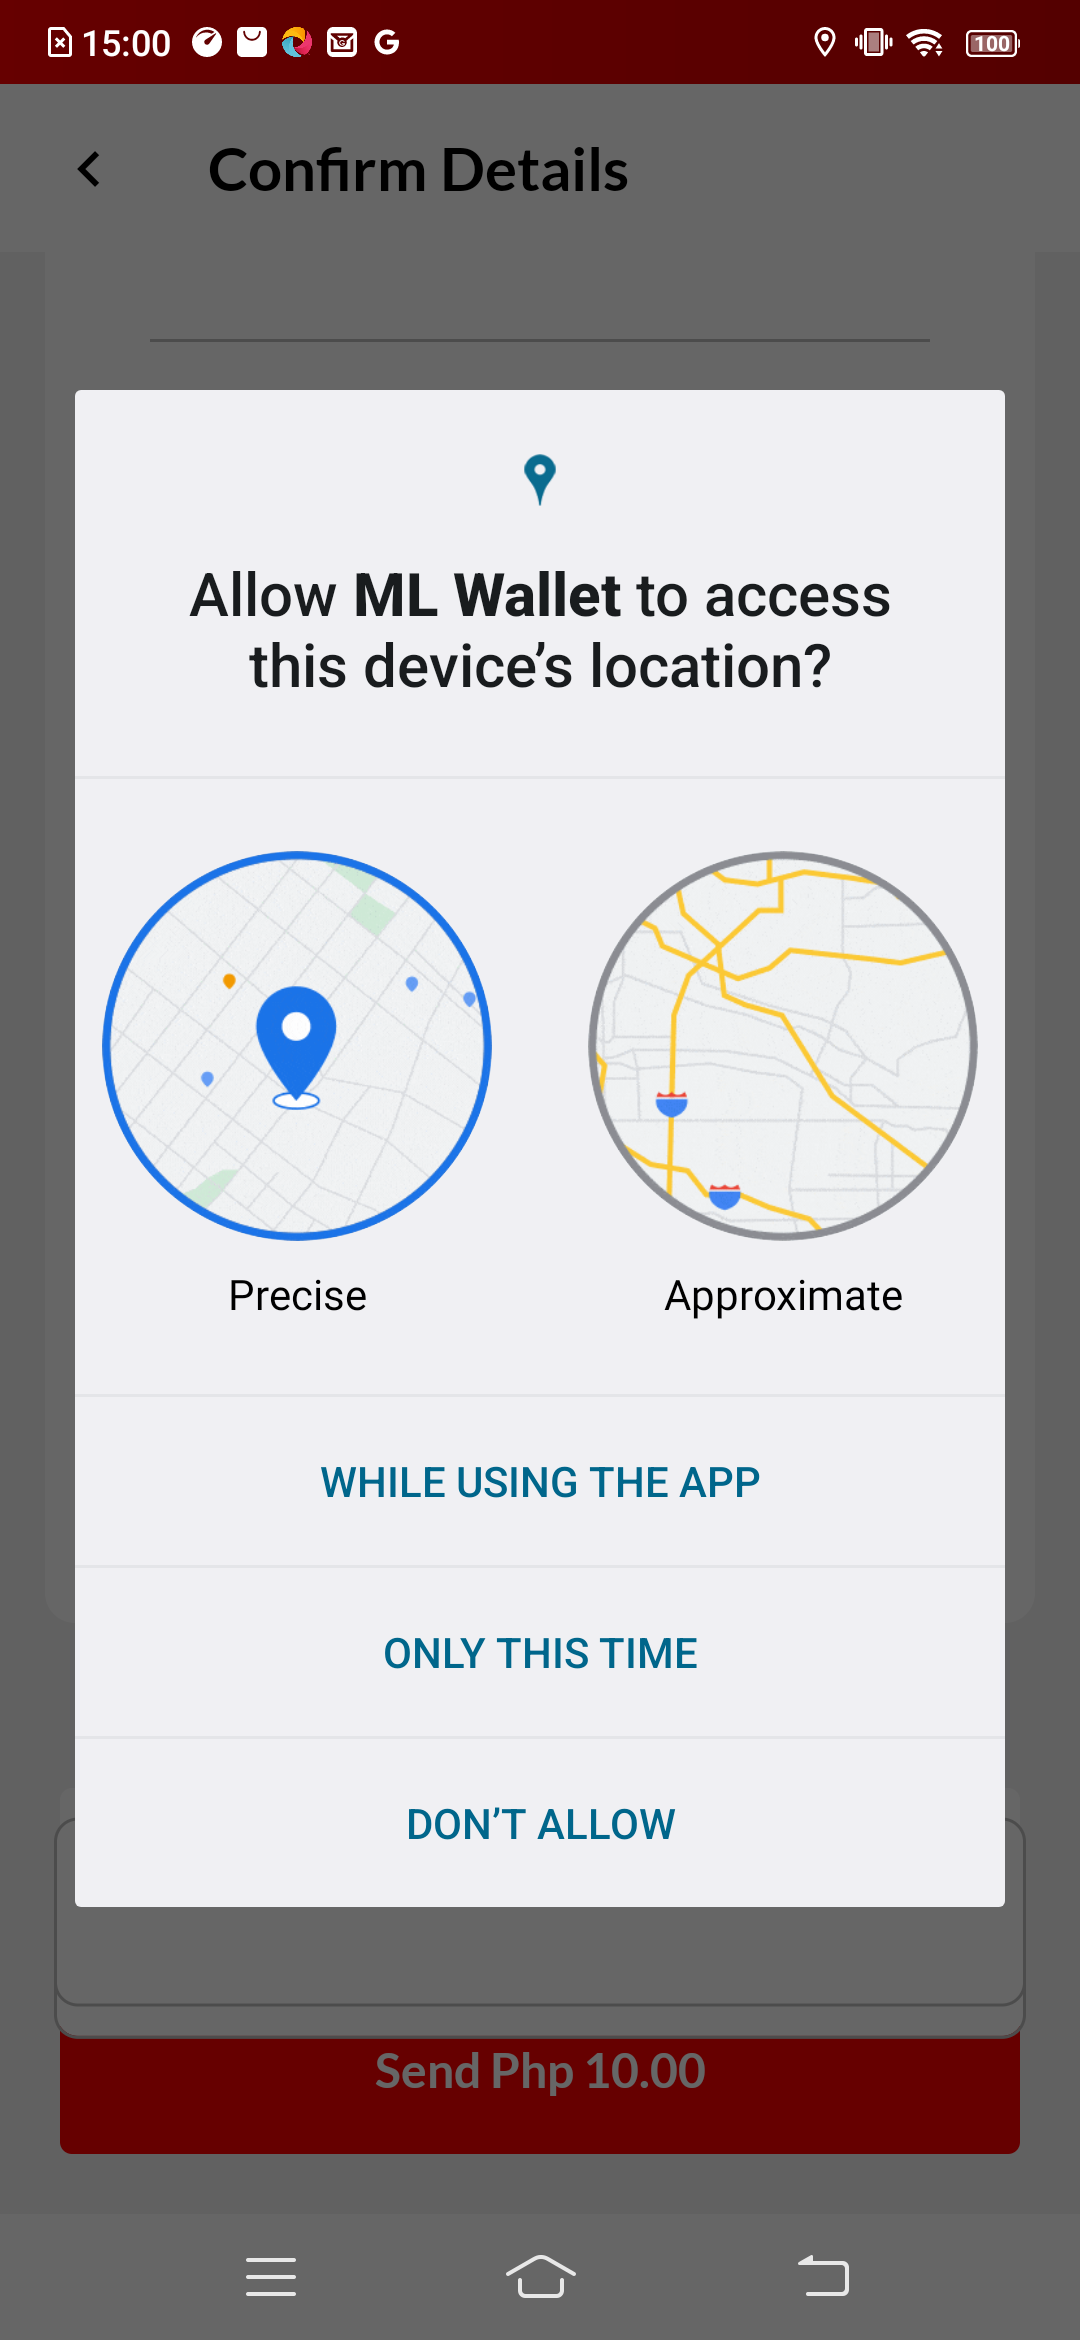 15:00
100
Confirm Details
Allow ML Wallet to access
this device’s location?
Precise
Approximate
WHILE USING THE APP
ONLY THIS TIME
DON’T ALLOW
Send Php 10.00